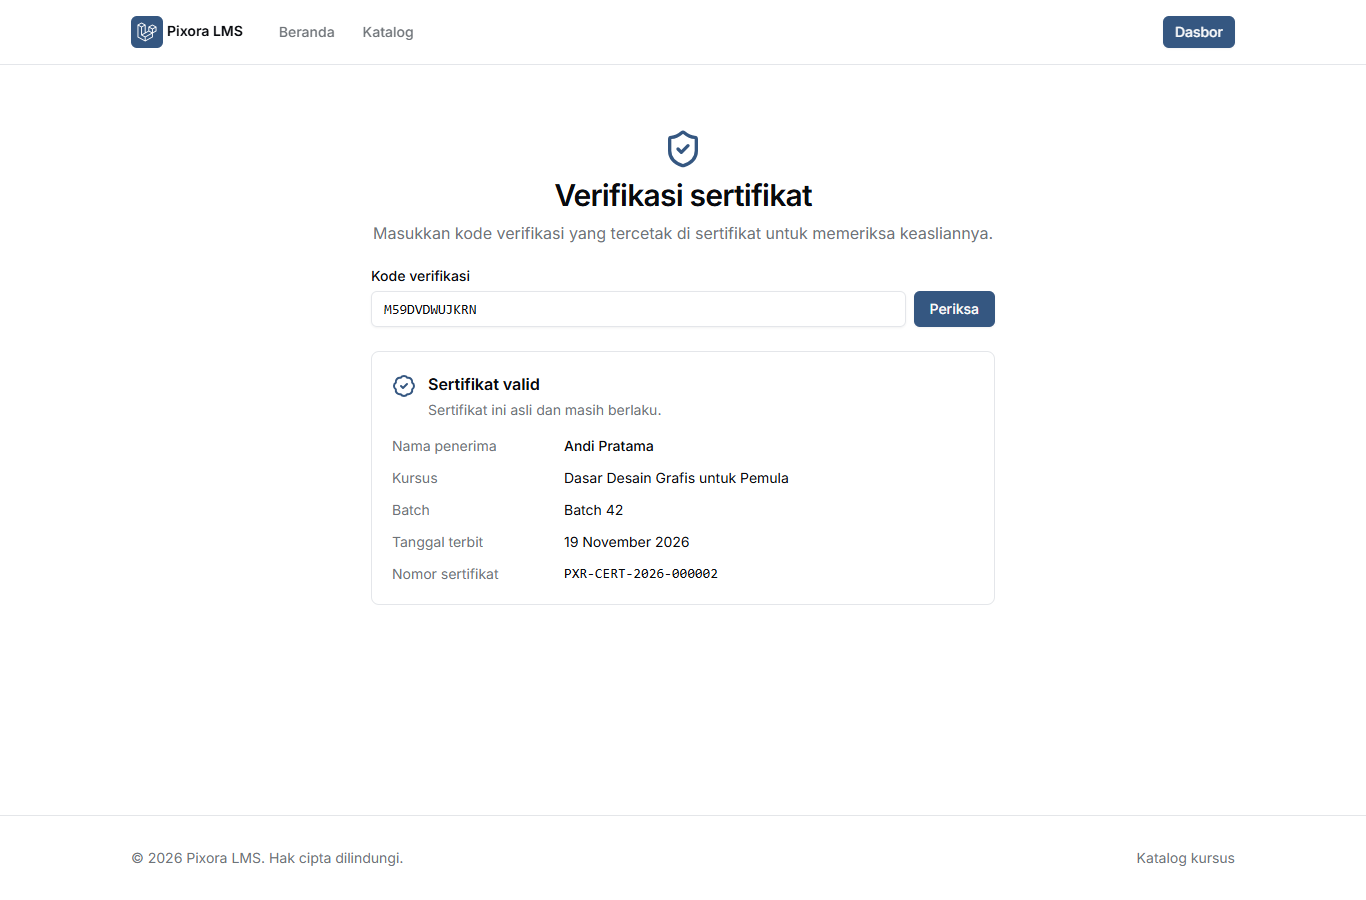 Pixora LMS
Beranda
Katalog
Dasbor
Verifikasi sertifikat
Masukkan kode verifikasi yang tercetak di sertifikat untuk memeriksa keasliannya.
Kode verifikasi
M59DVDWUJKRN
Periksa
Sertifikat valid
Sertifikat ini asli dan masih berlaku.
Nama penerima Andi Pratama
Kursus Dasar Desain Grafis untuk Pemula
Batch Batch 42
Tanggal terbit 19 November 2026
Nomor sertifikat PXR-CERT-2026-000002
© 2026 Pixora LMS. Hak cipta dilindungi.
Katalog kursus